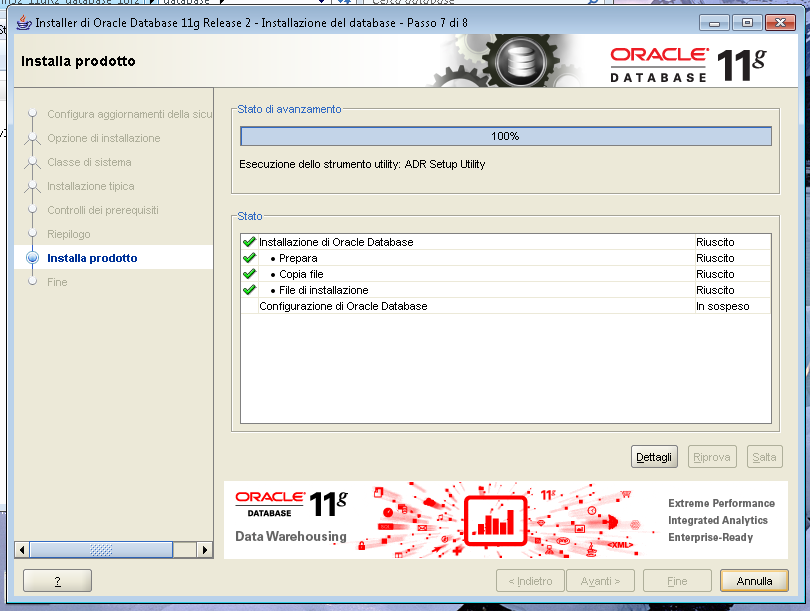 Installer di Oracle Database 11g Release 2 - Installazione del database - Passo 7 di 8
Installa prodotto
ORACLE
DATABASE 11g
Configura aggiornamenti della sicu
Opzione di installazione
Classe di sistema
Installazione tipica
Controlli dei prerequisiti
Riepilogo
Installa prodotto
Fine
Stato di avanzamento
100%
Esecuzione dello strumento utility: ADR Setup Utility
Stato
Installazione di Oracle Database Riuscito
• Prepara Riuscito
• Copia file Riuscito
• File di installazione Riuscito
Configurazione di Oracle Database In sospeso
Dettagli Riprova Salta
ORACLE
DATABASE 11g
Data Warehousing
11g
<XML>
Extreme Performance
Integrated Analytics
Enterprise-Ready
? < Indietro Avanti > Fine Annulla